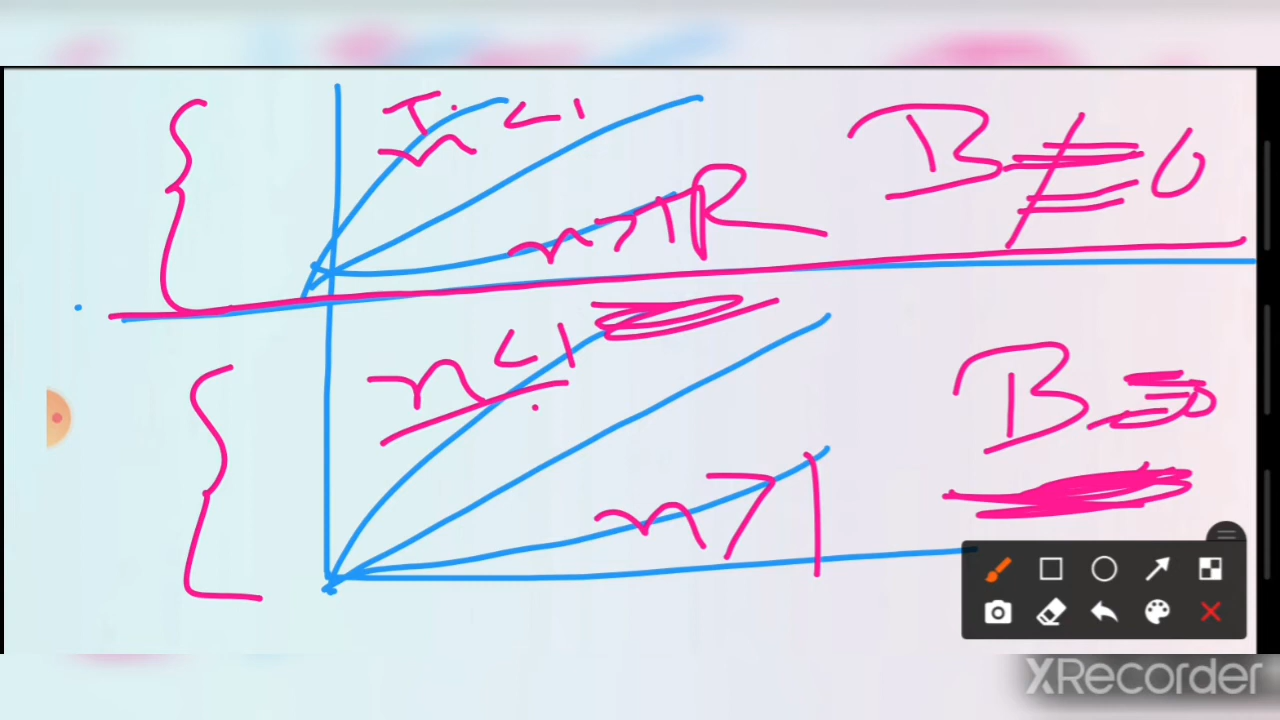 n < 1
B ≠ 0
n > 1
n < 1
B = 0
n > 1
XRecorder